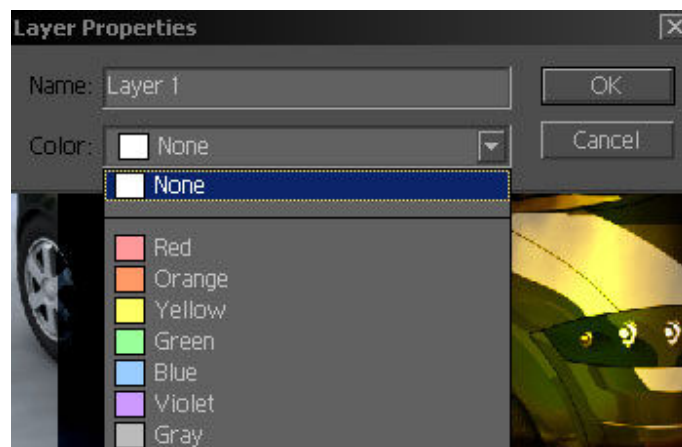 Layer Properties
Name: Layer 1 OK
Color: None Cancel
None
Red
Orange
Yellow
Green
Blue
Violet
Gray